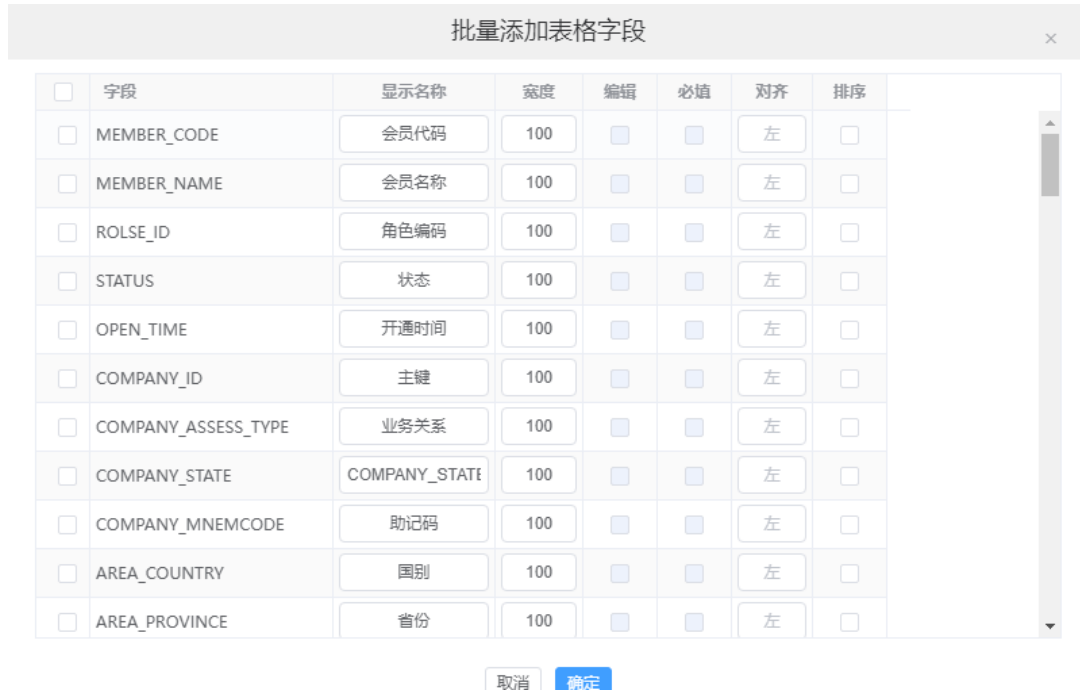 批量添加表格字段
×
字段 显示名称 宽度 编辑 必填 对齐 排序
MEMBER_CODE 会员代码 100 左
MEMBER_NAME 会员名称 100 左
ROLSE_ID 角色编码 100 左
STATUS 状态 100 左
OPEN_TIME 开通时间 100 左
COMPANY_ID 主键 100 左
COMPANY_ASSESS_TYPE 业务关系 100 左
COMPANY_STATE COMPANY_STATE 100 左
COMPANY_MNEMCODE 助记码 100 左
AREA_COUNTRY 国别 100 左
AREA_PROVINCE 省份 100 左
取消 确定